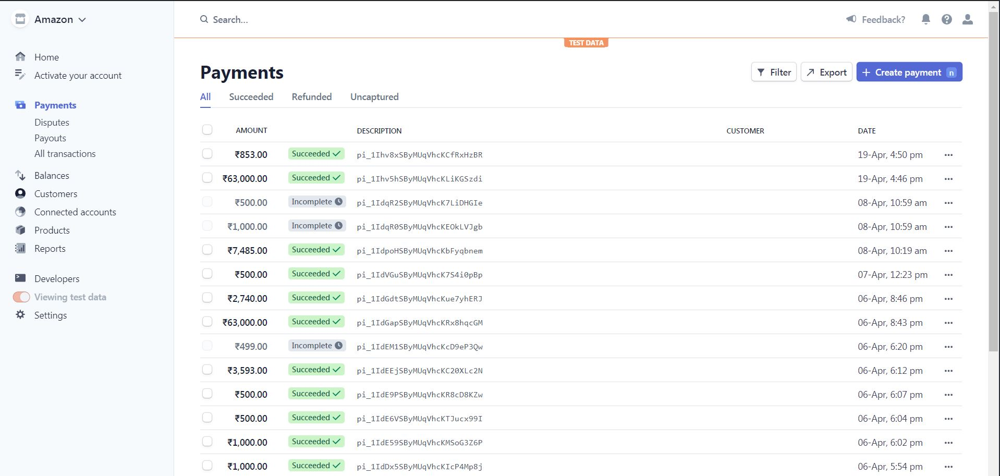 Amazon
Search...
Feedback?
TEST DATA
Home
Activate your account
Payments
Disputes
Payouts
All transactions
Balances
Customers
Connected accounts
Products
Reports
Developers
Viewing test data
Settings
Payments
Filter
Export
+ Create payment n
All Succeeded Refunded Uncaptured
AMOUNT DESCRIPTION CUSTOMER DATE
₹853.00 Succeeded pi_1Ihv8xSByMUqVhcKCfRxHzBR 19-Apr, 4:50 pm
₹63,000.00 Succeeded pi_1Ihv5hSByMUqVhcKLiKGSzdi 19-Apr, 4:46 pm
₹500.00 Incomplete pi_1IdqR2SByMUqVhcK7LiDHGIe 08-Apr, 10:59 am
₹1,000.00 Incomplete pi_1IdqR0SByMUqVhcKEOkLVJgb 08-Apr, 10:59 am
₹7,485.00 Succeeded pi_1IdpoHSByMUqVhcKbFyqbnem 08-Apr, 10:19 am
₹500.00 Succeeded pi_1IdVGuSByMUqVhcK7S4i0pBp 07-Apr, 12:23 pm
₹2,740.00 Succeeded pi_1IdGdtSByMUqVhcKue7yhERJ 06-Apr, 8:46 pm
₹63,000.00 Succeeded pi_1IdGapSByMUqVhcKRx8hqcGM 06-Apr, 8:43 pm
₹499.00 Incomplete pi_1IdEM1SByMUqVhcKcD9eP3Qw 06-Apr, 6:20 pm
₹3,593.00 Succeeded pi_1IdEEjSByMUqVhcKC20XLc2N 06-Apr, 6:12 pm
₹500.00 Succeeded pi_1IdE9PSByMUqVhcKR8cD8KZw 06-Apr, 6:07 pm
₹500.00 Succeeded pi_1IdE6VSByMUqVhcKTJucx99I 06-Apr, 6:04 pm
₹1,000.00 Succeeded pi_1IdE59SByMUqVhcKMSoG3Z6P 06-Apr, 6:02 pm
₹1,000.00 Succeeded pi_1IdDx5SByMUqVhcKIcP4Mp8j 06-Apr, 5:54 pm